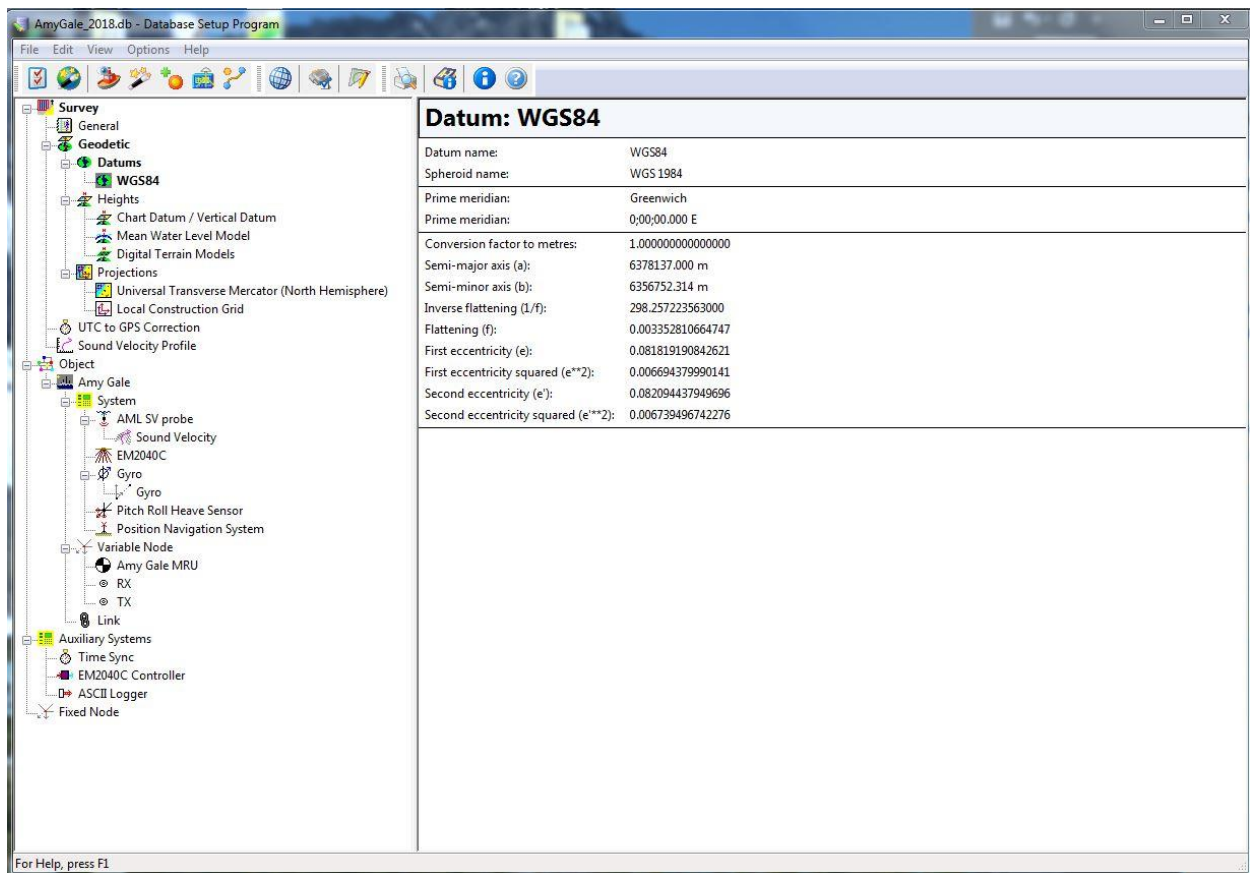 AmyGale_2018.db - Database Setup Program
File Edit View Options Help
Survey
General
Geodetic
Datums
WGS84
Heights
Chart Datum / Vertical Datum
Mean Water Level Model
Digital Terrain Models
Projections
Universal Transverse Mercator (North Hemisphere)
Local Construction Grid
UTC to GPS Correction
Sound Velocity Profile
Object
Amy Gale
System
AML SV probe
Sound Velocity
EM2040C
Gyro
Gyro
Pitch Roll Heave Sensor
Position Navigation System
Variable Node
Amy Gale MRU
RX
TX
Link
Auxiliary Systems
Time Sync
EM2040C Controller
ASCII Logger
Fixed Node
Datum: WGS84
Datum name: WGS84
Spheroid name: WGS 1984
Prime meridian: Greenwich
Prime meridian: 0;00;00.000 E
Conversion factor to metres: 1.000000000000000
Semi-major axis (a): 6378137.000 m
Semi-minor axis (b): 6356752.314 m
Inverse flattening (1/f): 298.257223563000
Flattening (f): 0.003352810664747
First eccentricity (e): 0.081819190842621
First eccentricity squared (e**2): 0.006694379990141
Second eccentricity (e'): 0.082094437949696
Second eccentricity squared (e'**2): 0.006739496742276
For Help, press F1